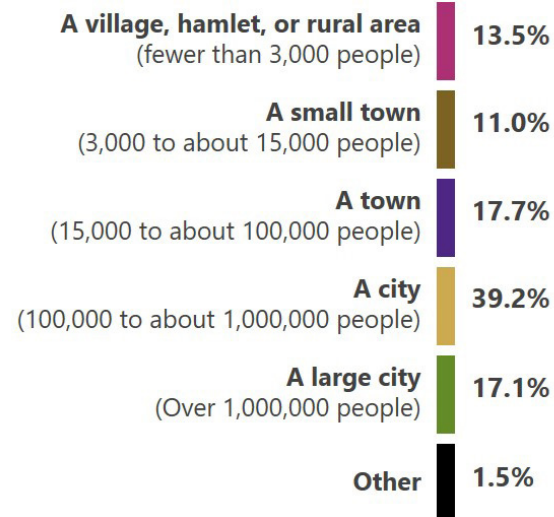 A village, hamlet, or rural area
(fewer than 3,000 people)
13.5%
A small town
(3,000 to about 15,000 people)
11.0%
A town
(15,000 to about 100,000 people)
17.7%
A city
(100,000 to about 1,000,000 people)
39.2%
A large city
(Over 1,000,000 people)
17.1%
Other
1.5%